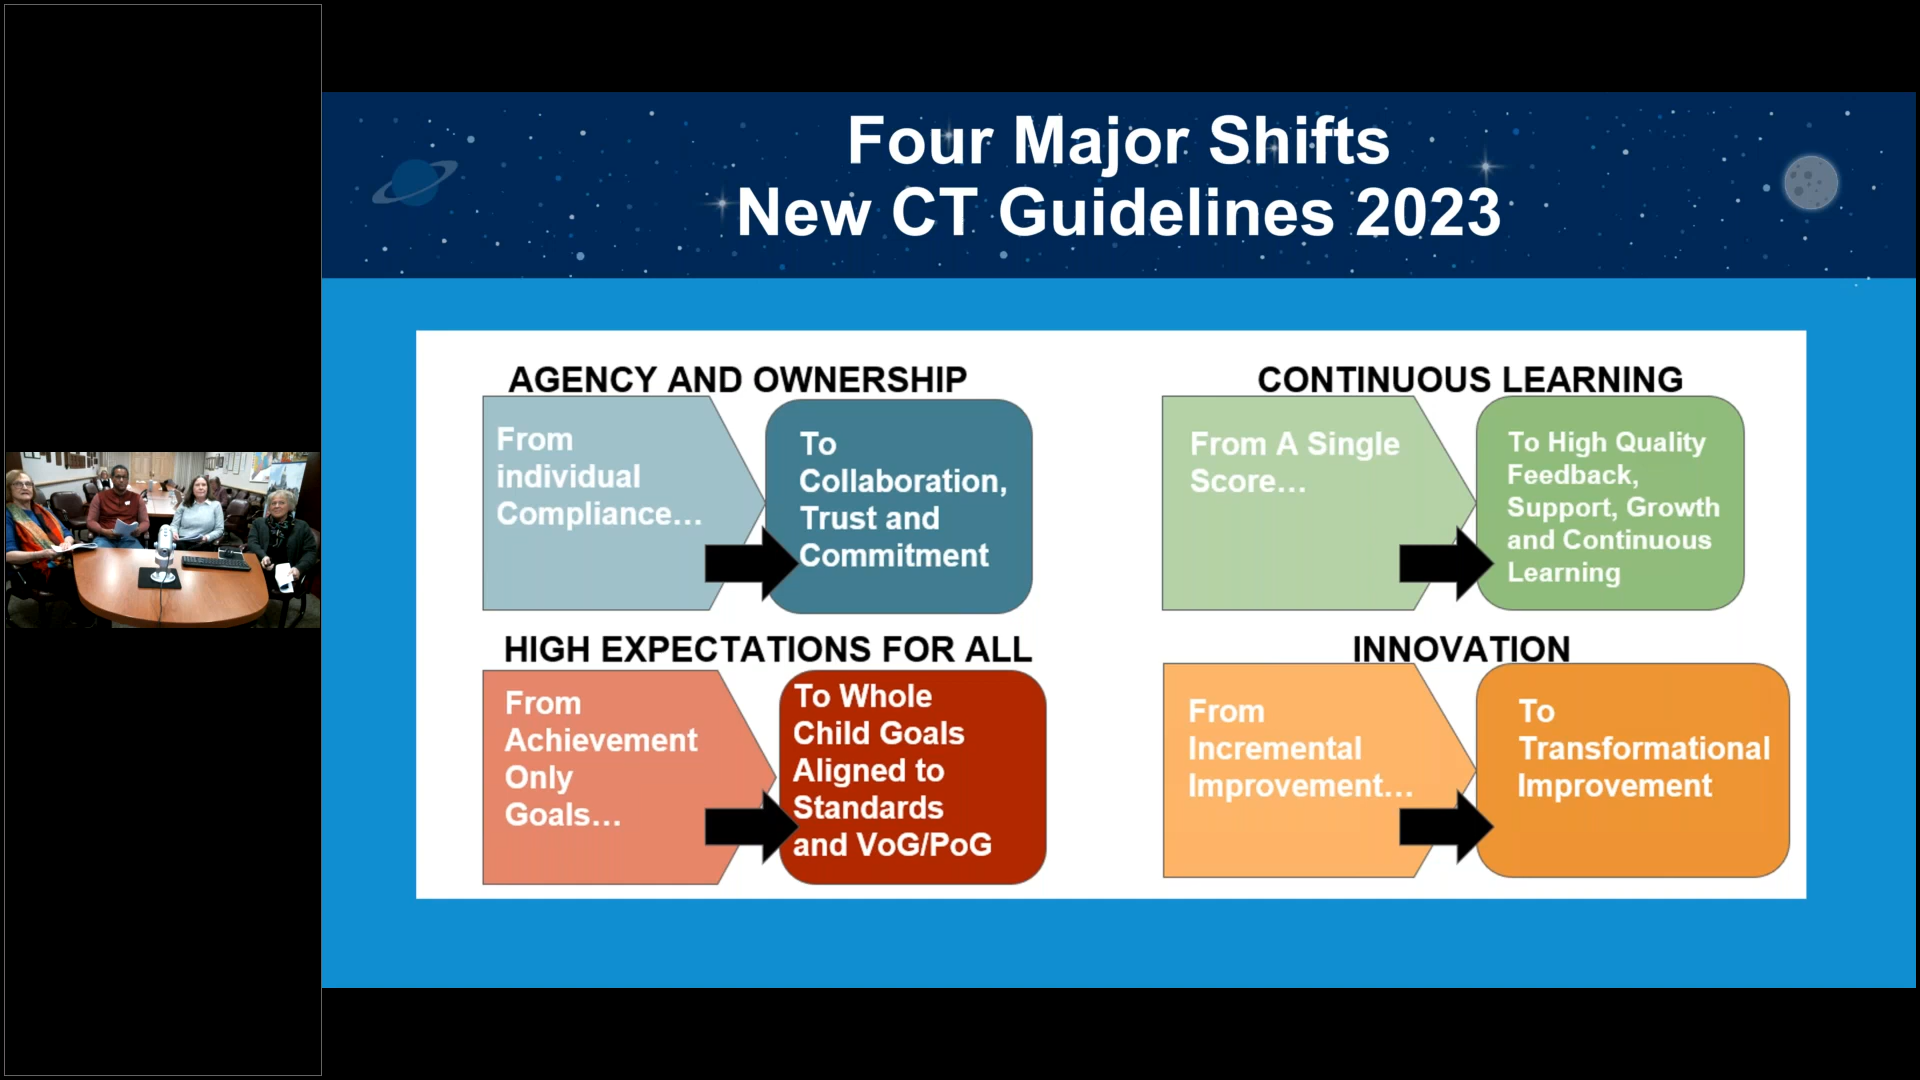 Four Major Shifts
New CT Guidelines 2023
AGENCY AND OWNERSHIP
From
individual
Compliance...
To
Collaboration,
Trust and
Commitment
CONTINUOUS LEARNING
From A Single
Score...
To High Quality
Feedback,
Support, Growth
and Continuous
Learning
HIGH EXPECTATIONS FOR ALL
From
Achievement
Only
Goals...
To Whole
Child Goals
Aligned to
Standards
and VoG/PoG
INNOVATION
From
Incremental
Improvement...
To
Transformational
Improvement